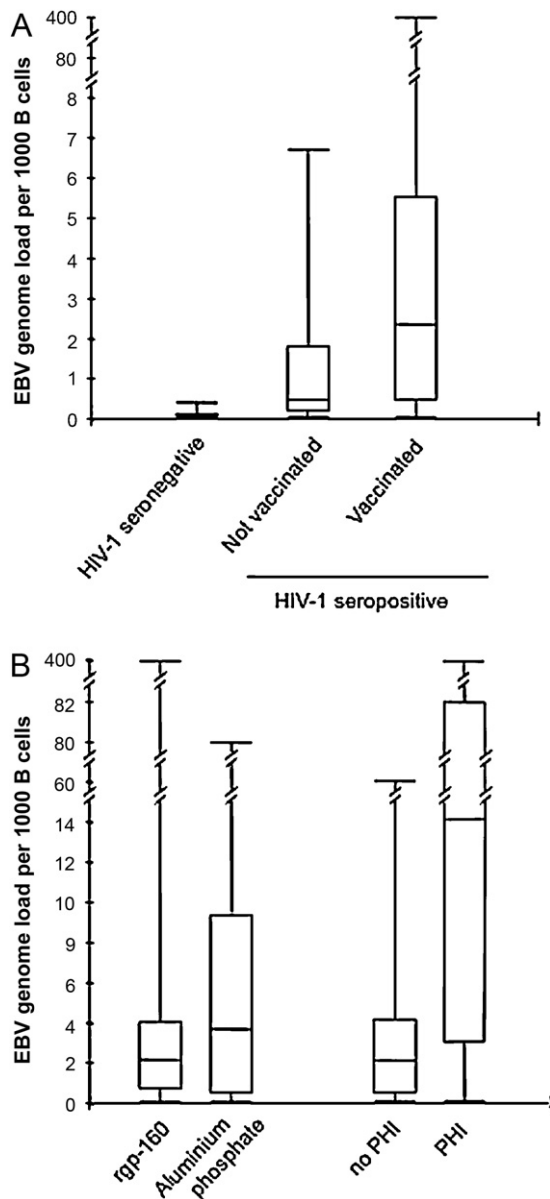 A
EBV genome load per 1000 B cells
400
80
8
7
6
5
4
3
2
1
0
HIV-1 seronegative
Not vaccinated
Vaccinated
HIV-1 seropositive
B
EBV genome load per 1000 B cells
400
82
80
60
14
12
10
9
6
4
2
0
rgp-160
Aluminium
phosphate
no PHI
PHI